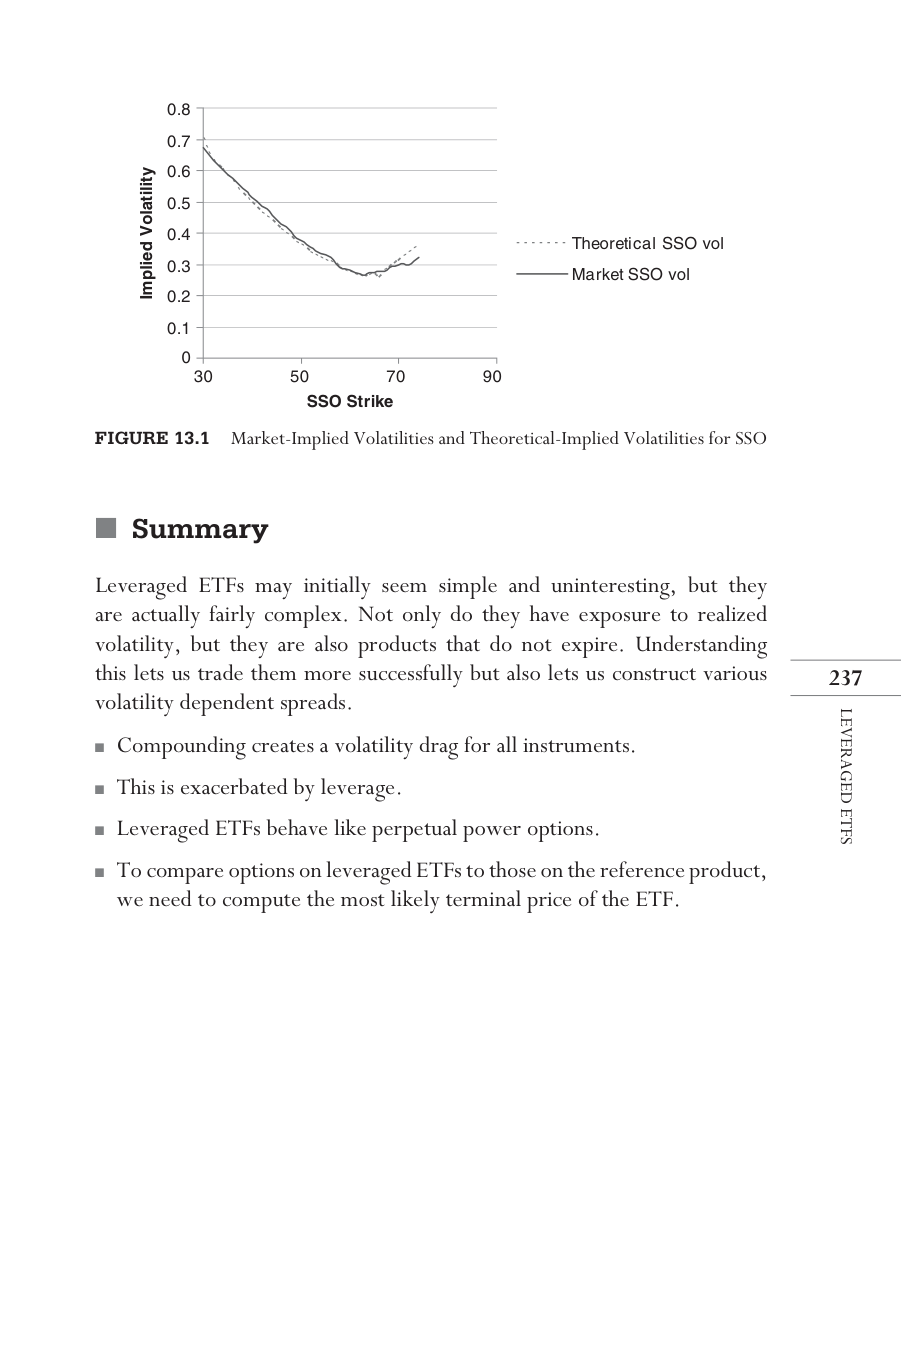 0.8
0.7
0.6
0.5
0.4
0.3
0.2
0.1
0
Implied Volatility
30 50 70 90
SSO Strike
Theoretical SSO vol
Market SSO vol
FIGURE 13.1 Market-Implied Volatilities and Theoretical-Implied Volatilities for SSO
Summary
Leveraged ETFs may initially seem simple and uninteresting, but they
are actually fairly complex. Not only do they have exposure to realized
volatility, but they are also products that do not expire. Understanding
this lets us trade them more successfully but also lets us construct various
volatility dependent spreads.
■ Compounding creates a volatility drag for all instruments.
■ This is exacerbated by leverage.
■ Leveraged ETFs behave like perpetual power options.
■ To compare options on leveraged ETFs to those on the reference product,
we need to compute the most likely terminal price of the ETF.
237
LEVERAGED ETFS